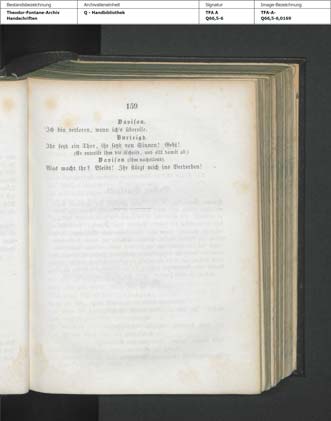 Bestandsbezeichnung
Theodor-Fontane-Archiv
Handschriften
Archivalieneinheit
Q - Handbibliothek
Signatur
TFA A
Q66,5-6
Image-Bezeichnung
TFA-A-
Q66,5-6,0169
159
Davison.
Ich bin verloren, wenn ich's übereile.
Burleigh.
Ihr seyd ein Thor, ihr seyd von Sinnen! Geht!
(Er entreißt ihm die Schrift, und eilt damit ab.)
Davison (ihm nacheilend).
Was macht ihr? Bleibt! Ihr stürzt mich ins Verderben!